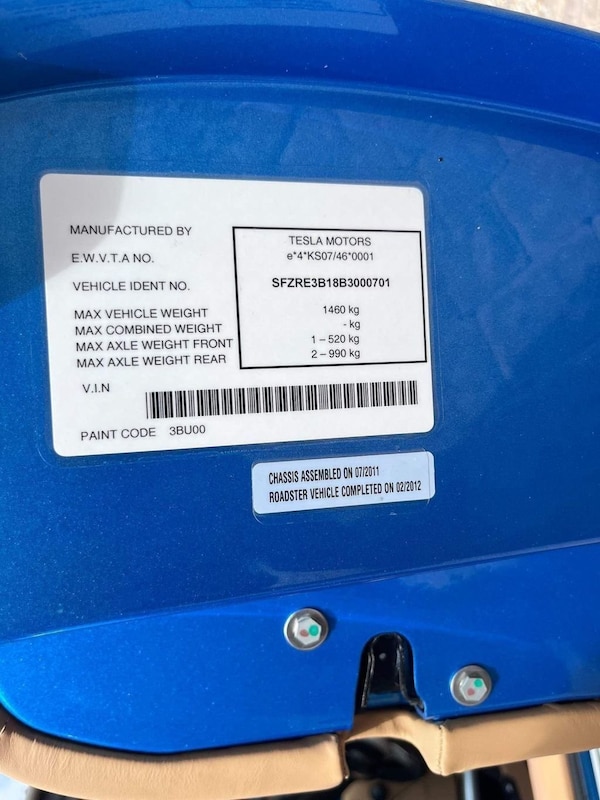 MANUFACTURED BY TESLA MOTORS
E.W.V.T.A NO. e*4*KS07/46*0001
VEHICLE IDENT NO. SFZRE3B18B3000701
MAX VEHICLE WEIGHT 1460 kg
MAX COMBINED WEIGHT - kg
MAX AXLE WEIGHT FRONT 1 – 520 kg
MAX AXLE WEIGHT REAR 2 – 990 kg
V.I.N
PAINT CODE 3BU00
CHASSIS ASSEMBLED ON 07/2011
ROADSTER VEHICLE COMPLETED ON 02/2012